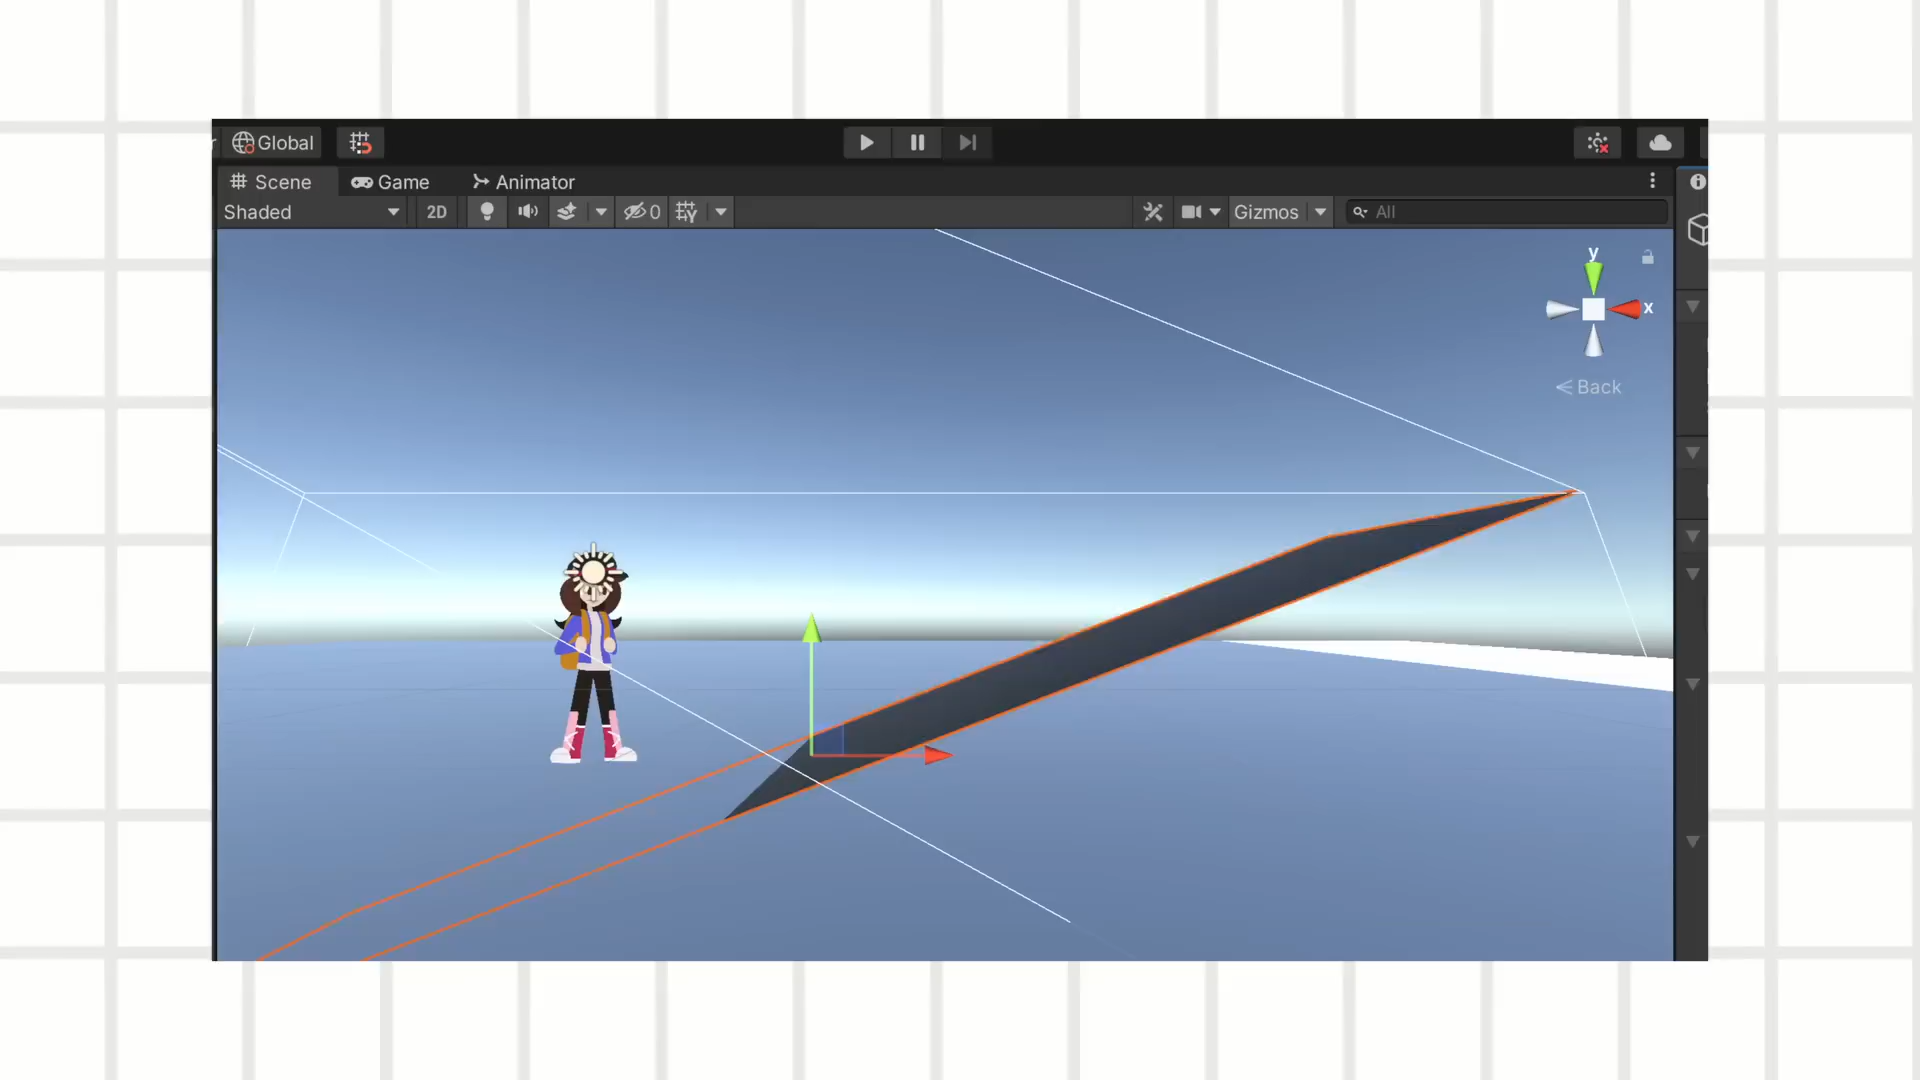 Global
Scene Game Animator
Shaded 2D 0 Gizmos All
y
x
Back